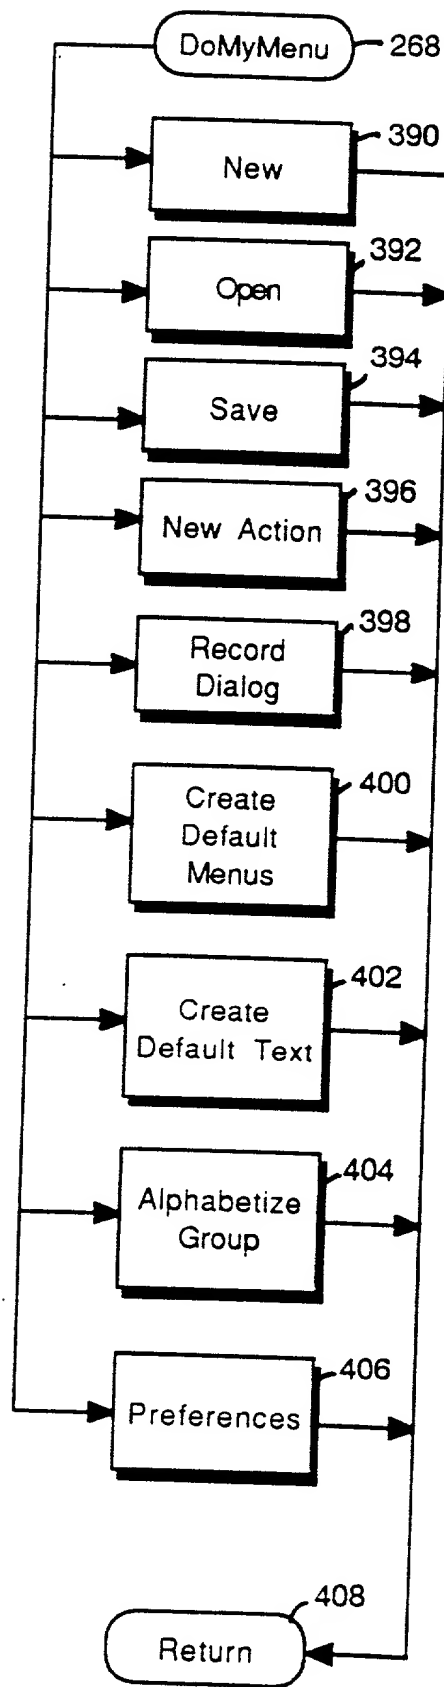 DoMyMenu 268
390
New
392
Open
394
Save
396
New Action
398
Record
Dialog
400
Create
Default
Menus
402
Create
Default Text
404
Alphabetize
Group
406
Preferences
408
Return